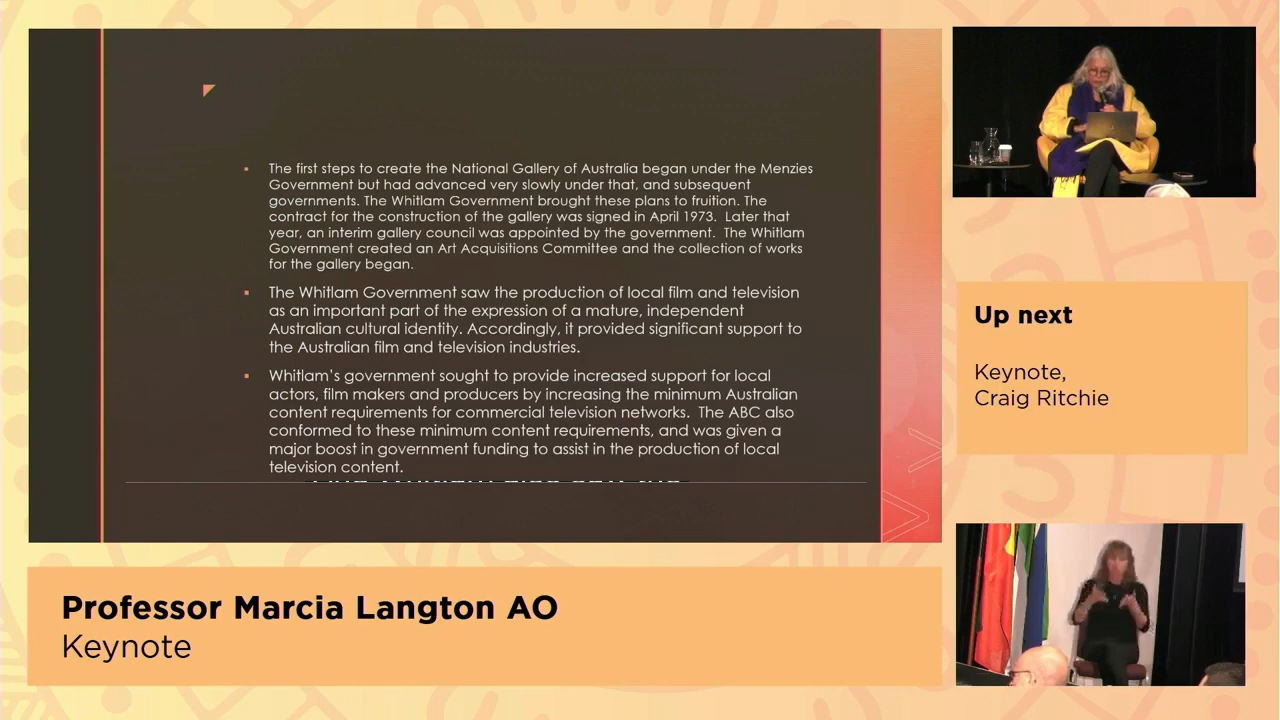 The first steps to create the National Gallery of Australia began under the Menzies
Government but had advanced very slowly under that, and subsequent
governments. The Whitlam Government brought these plans to fruition. The
contract for the construction of the gallery was signed in April 1973.  Later that
year, an interim gallery council was appointed by the government.  The Whitlam
Government created an Art Acquisitions Committee and the collection of works
for the gallery began.
The Whitlam Government saw the production of local film and television
as an important part of the expression of a mature, independent
Australian cultural identity. Accordingly, it provided significant support to
the Australian film and television industries.
Whitlam's government sought to provide increased support for local
actors, film makers and producers by increasing the minimum Australian
content requirements for commercial television networks.  The ABC also
conformed to these minimum content requirements, and was given a
major boost in government funding to assist in the production of local
television content.
Up next
Keynote,
Craig Ritchie
Professor Marcia Langton AO
Keynote